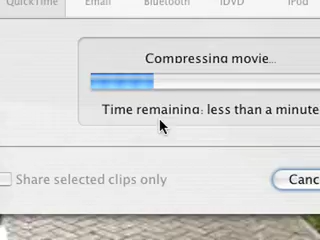 QuickTime Email Bluetooth iDVD iPod
Compressing movie...
Time remaining: less than a minute
Share selected clips only
Canc